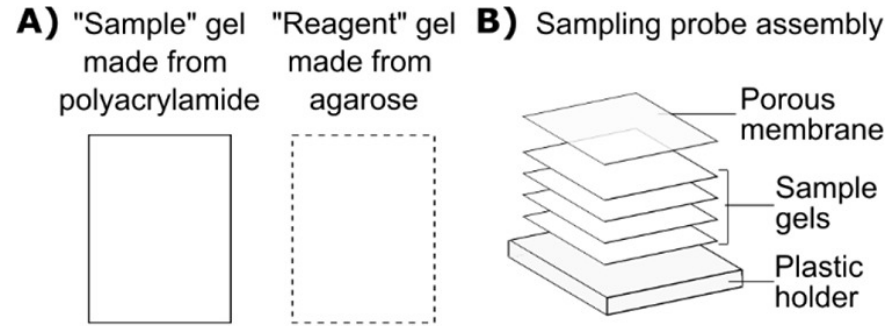 A) "Sample" gel
made from
polyacrylamide
"Reagent" gel
made from
agarose
B) Sampling probe assembly
Porous
membrane
Sample
gels
Plastic
holder